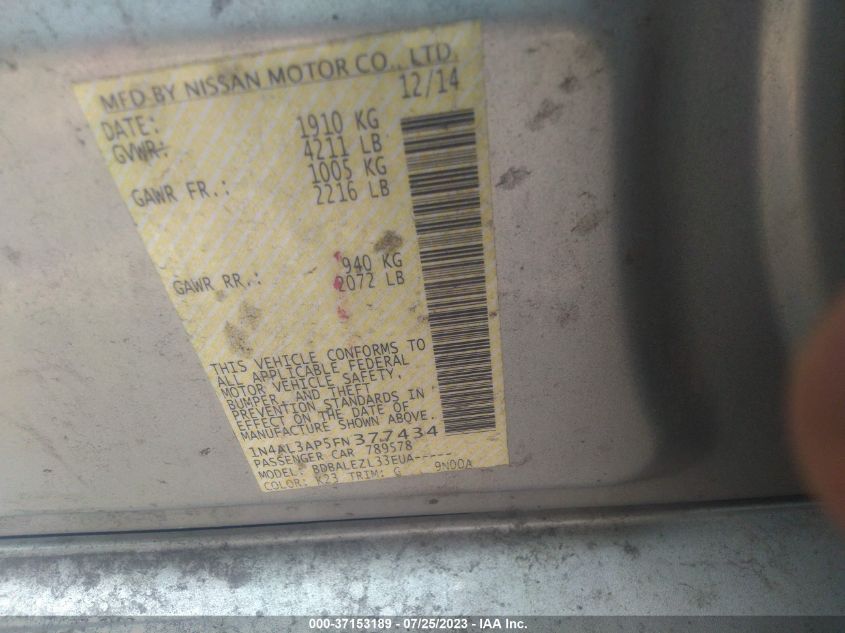 MFD BY NISSAN MOTOR CO., LTD.
DATE: 12/14
GVWR: 1910 KG
4211 LB
GAWR FR.: 1005 KG
2216 LB
GAWR RR.: 940 KG
2072 LB
THIS VEHICLE CONFORMS TO
ALL APPLICABLE FEDERAL
MOTOR VEHICLE SAFETY,
BUMPER, AND THEFT
PREVENTION STANDARDS IN
EFFECT ON THE DATE OF
MANUFACTURE SHOWN ABOVE.
1N4AL3AP5FN377434
PASSENGER CAR 789578
MODEL: BDBALEZL33EUA-----
COLOR: K23 TRIM: G 9N00A
000-37153189 - 07/25/2023 - IAA Inc.